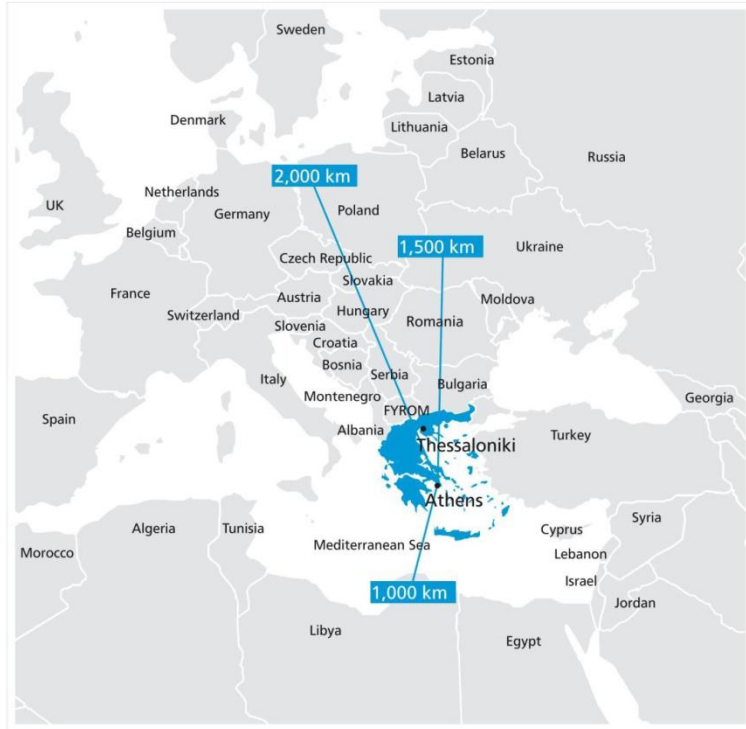 Sweden
Estonia
Latvia
Denmark
Lithuania
Belarus
Russia
2,000 km
Netherlands
UK
Germany
Poland
Belgium
1,500 km
Ukraine
Czech Republic
Slovakia
France
Austria
Moldova
Switzerland
Hungary
Romania
Slovenia
Croatia
Bosnia
Serbia
Italy
Bulgaria
Montenegro
Georgia
FYROM
Spain
Albania
Turkey
Thessaloniki
Athens
Syria
Algeria
Tunisia
Cyprus
Mediterranean Sea
Morocco
Lebanon
Israel
1,000 km
Jordan
Libya
Egypt